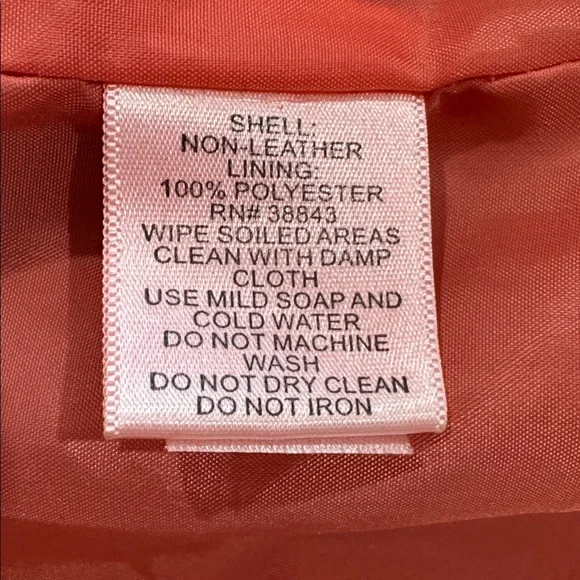 SHELL:
NON-LEATHER
LINING:
100% POLYESTER
RN# 38843
WIPE SOILED AREAS
CLEAN WITH DAMP
CLOTH
USE MILD SOAP AND
COLD WATER
DO NOT MACHINE
WASH
DO NOT DRY CLEAN
DO NOT IRON